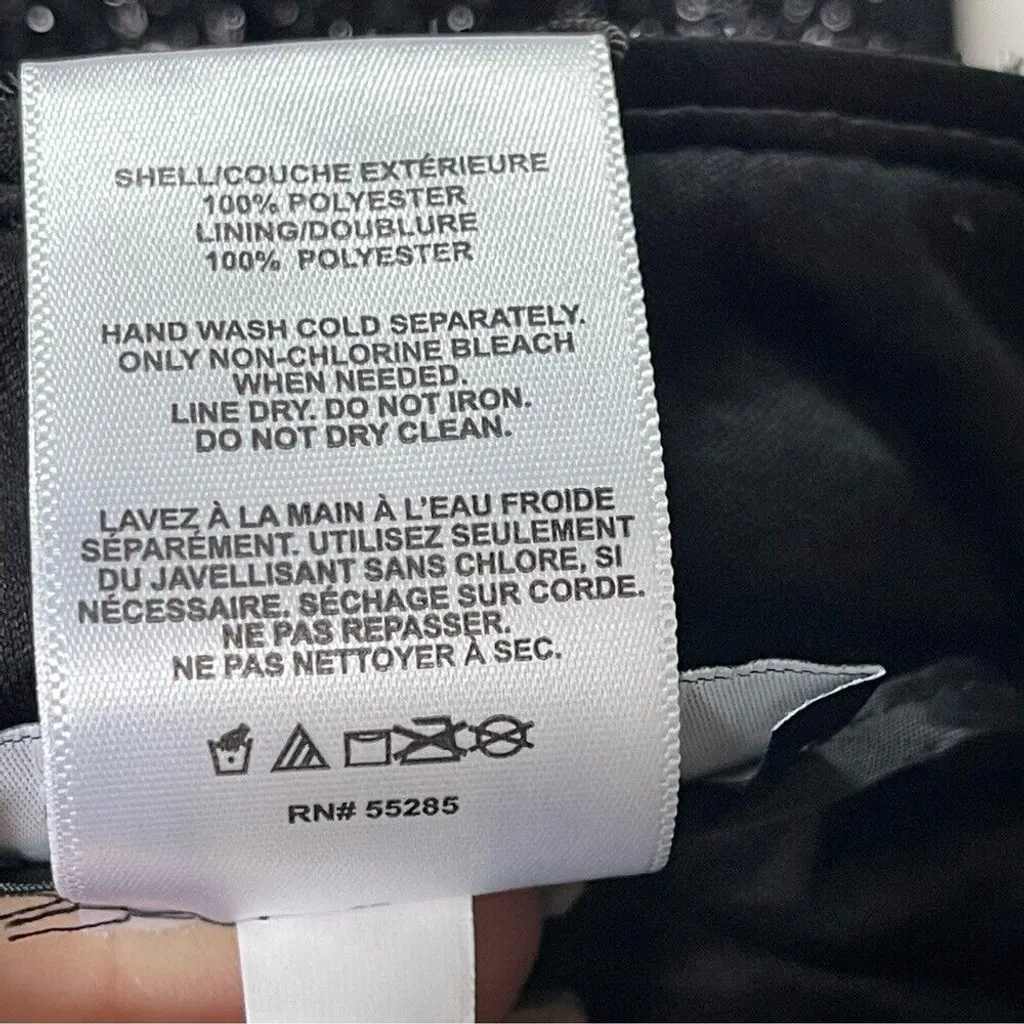 SHELL/COUCHE EXTÉRIEURE
100% POLYESTER
LINING/DOUBLURE
100% POLYESTER
HAND WASH COLD SEPARATELY.
ONLY NON-CHLORINE BLEACH
WHEN NEEDED.
LINE DRY. DO NOT IRON.
DO NOT DRY CLEAN.
LAVEZ À LA MAIN À L'EAU FROIDE
SÉPARÉMENT. UTILISEZ SEULEMENT
DU JAVELLISANT SANS CHLORE, SI
NÉCESSAIRE. SÉCHAGE SUR CORDE.
NE PAS REPASSER.
NE PAS NETTOYER À SEC.
RN# 55285